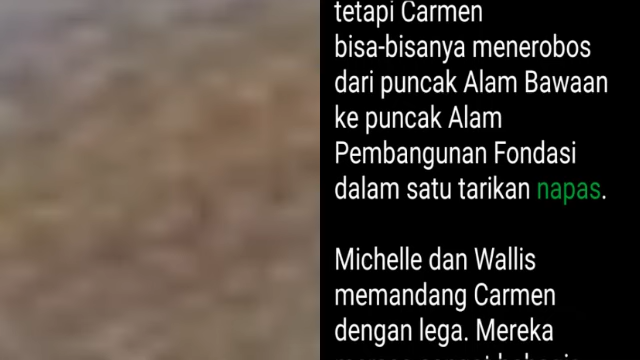 tetapi Carmen
bisa-bisanya menerobos
dari puncak Alam Bawaan
ke puncak Alam
Pembangunan Fondasi
dalam satu tarikan napas.
Michelle dan Wallis
memandang Carmen
dengan lega. Mereka